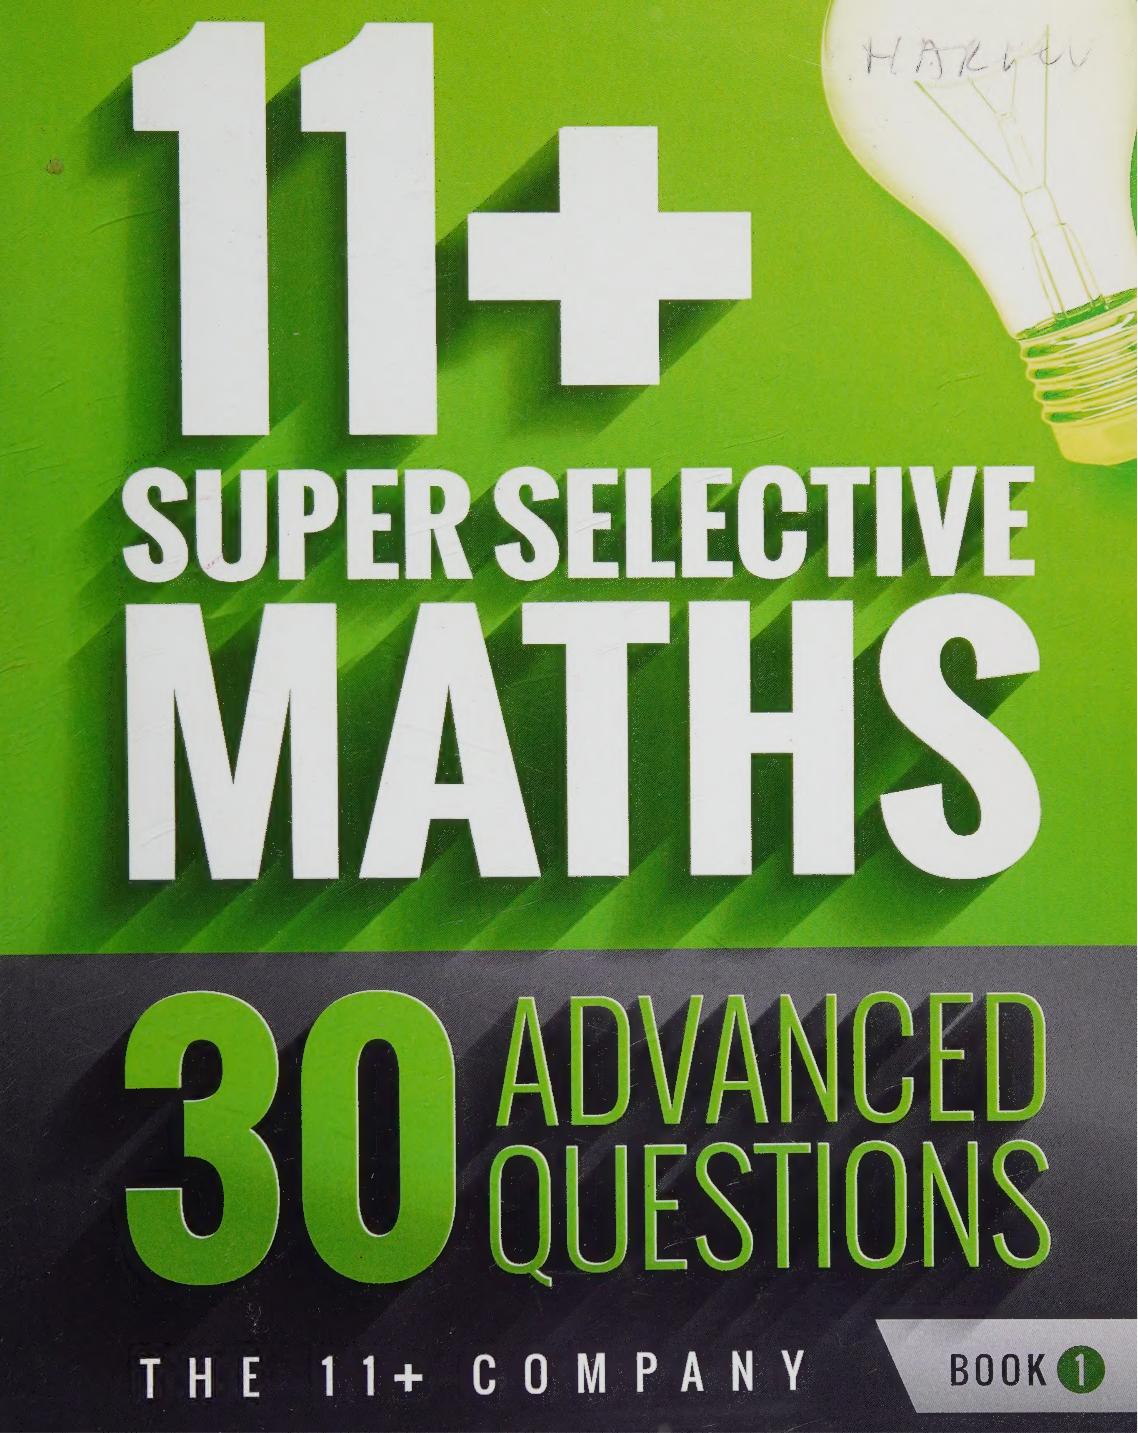 11+
SUPER SELECTIVE
MATHS
30 ADVANCED
QUESTIONS
THE 11+ COMPANY
BOOK 1